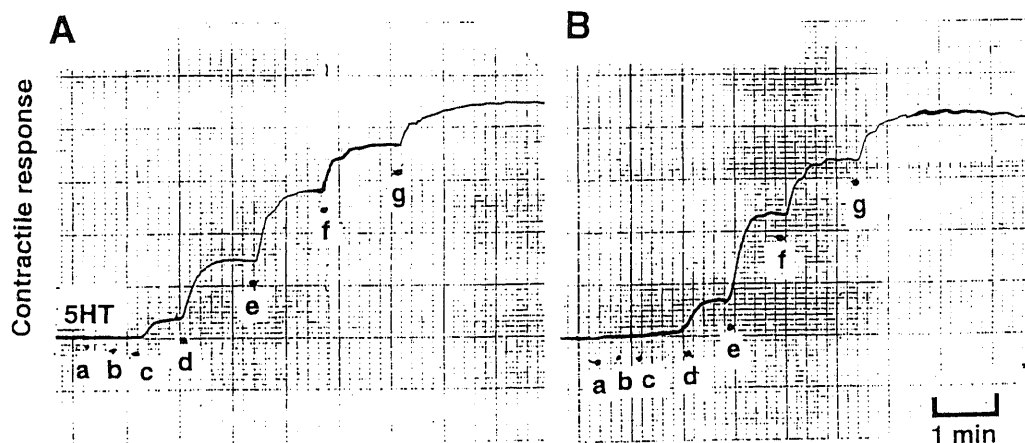 A
B
Contractile response
5HT
a b c d e f g
a b c d e f g
1 min